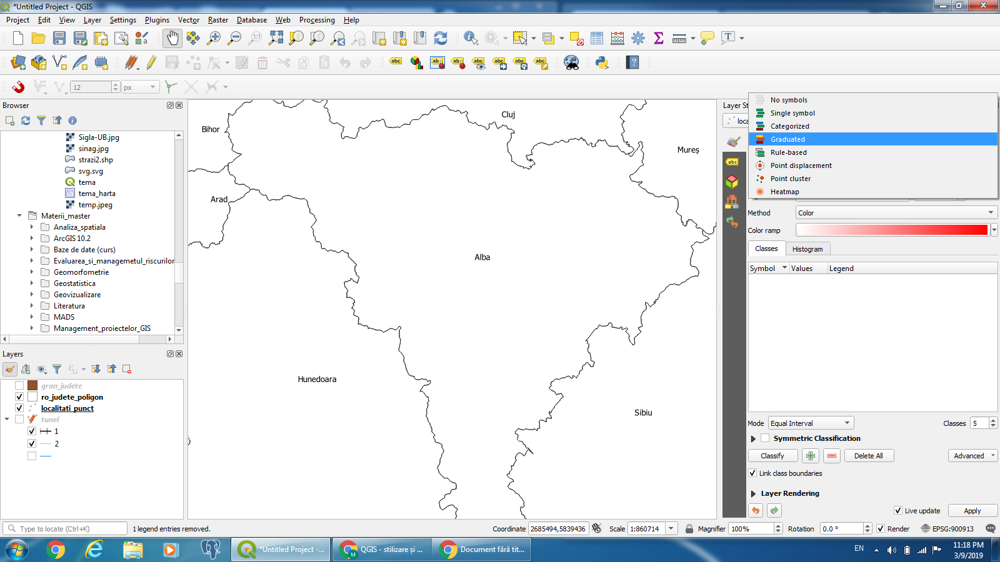 *Untitled Project - QGIS
Project Edit View Layer Settings Plugins Vector Raster Database Web Processing Help
12 px
Browser
Sigla-UB.jpg
sinag.jpg
strazi2.shp
svg.svg
tema
tema_harta
temp.jpeg
Materii_master
Analiza_spatiala
ArcGIS 10.2
Baze de date (curs)
Evaluarea_si_managemetul_riscurilor
Geomorfometrie
Geostatistica
Geovizualizare
Literatura
MADS
Management_proiectelor_GIS
Layers
gran_judete
ro_judete_poligon
localitati_punct
tunel
1
2
Cluj
Bihor
Mureș
Arad
Alba
Hunedoara
Sibiu
Layer St
loca
No symbols
Single symbol
Categorized
Graduated
Rule-based
Point displacement
Point cluster
Heatmap
Method Color
Color ramp
Classes Histogram
Symbol Values Legend
Mode Equal Interval Classes 5
Symmetric Classification
Classify Delete All Advanced
Link class boundaries
Layer Rendering
Live update Apply
Type to locate (Ctrl+K) 1 legend entries removed. Coordinate 2685494,5839436 Scale 1:860714 Magnifier 100% Rotation 0.0 ° Render EPSG:900913
*Untitled Project -... QGIS - stilizare și ... Document fără tit... EN 11:18 PM
3/9/2019